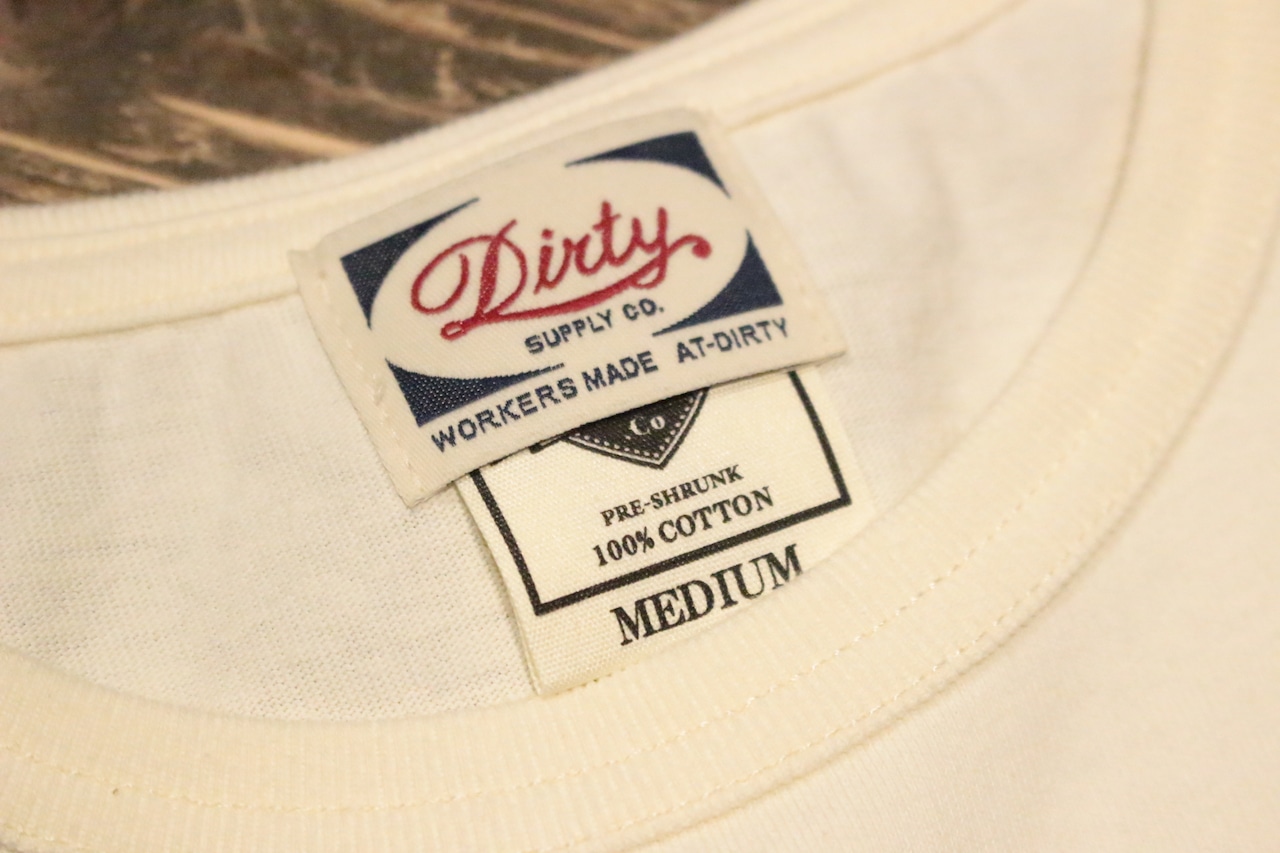 Dirty
SUPPLY CO.
WORKERS MADE AT-DIRTY
Co
PRE-SHRUNK
100% COTTON
MEDIUM